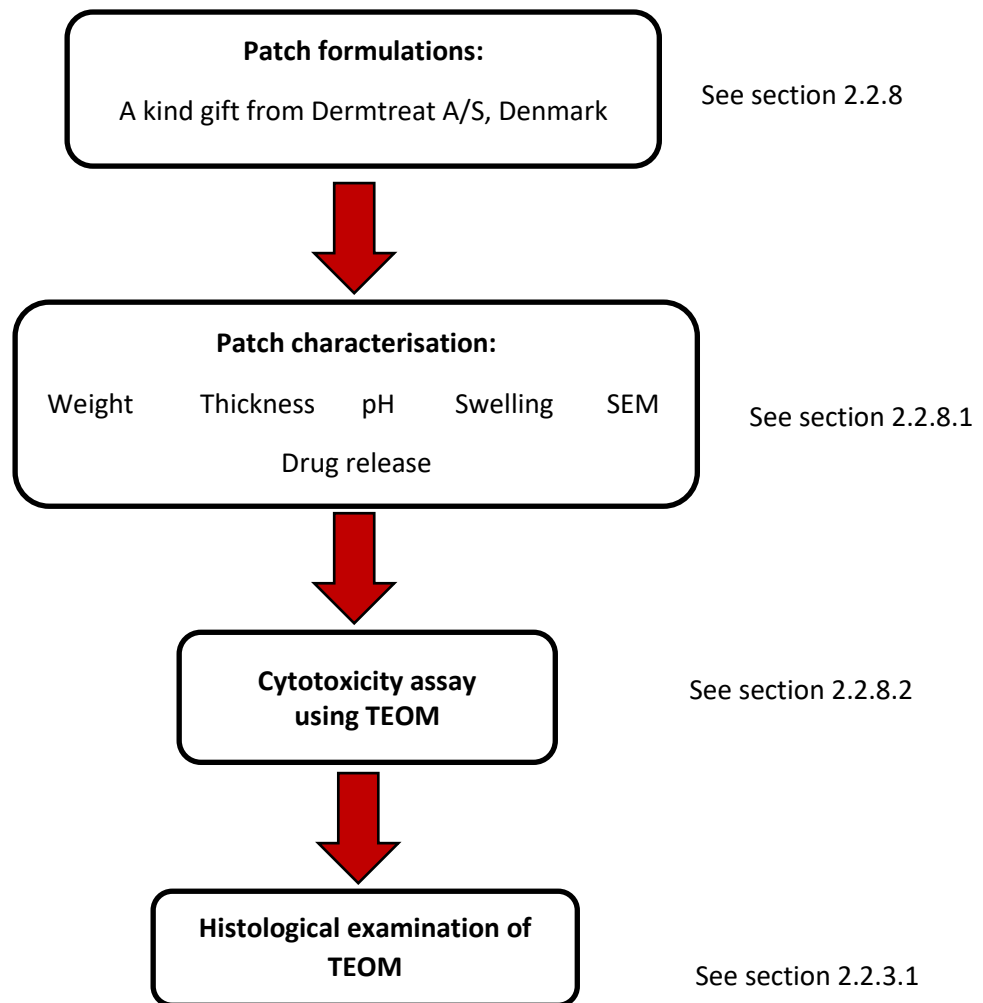 Patch formulations:
A kind gift from Dermtreat A/S, Denmark
See section 2.2.8
Patch characterisation:
Weight Thickness pH Swelling SEM
Drug release
See section 2.2.8.1
Cytotoxicity assay
using TEOM
See section 2.2.8.2
Histological examination of
TEOM
See section 2.2.3.1